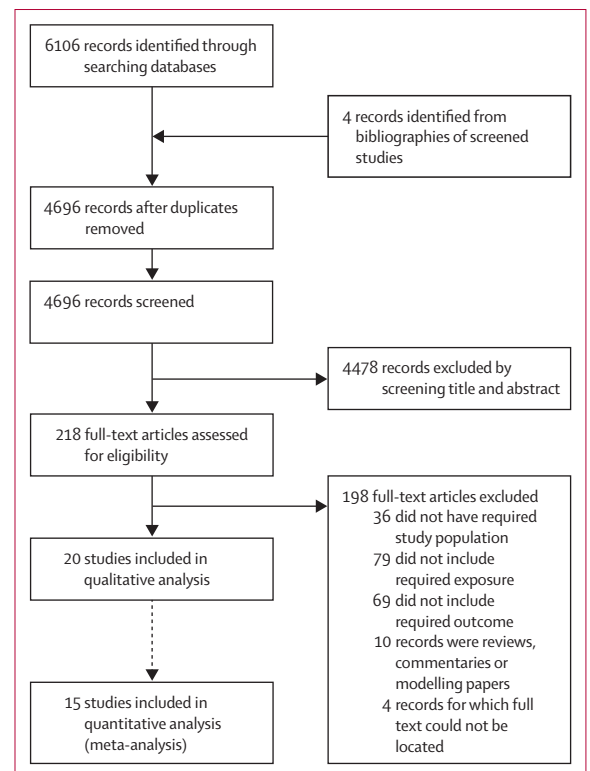 6106 records identified through
searching databases
4 records identified from
bibliographies of screened
studies
4696 records after duplicates
removed
4696 records screened
4478 records excluded by
screening title and abstract
218 full-text articles assessed
for eligibility
198 full-text articles excluded
36 did not have required
study population
79 did not include
required exposure
69 did not include
required outcome
10 records were reviews,
commentaries or
modelling papers
4 records for which full
text could not be
located
20 studies included in
qualitative analysis
15 studies included in
quantitative analysis
(meta-analysis)